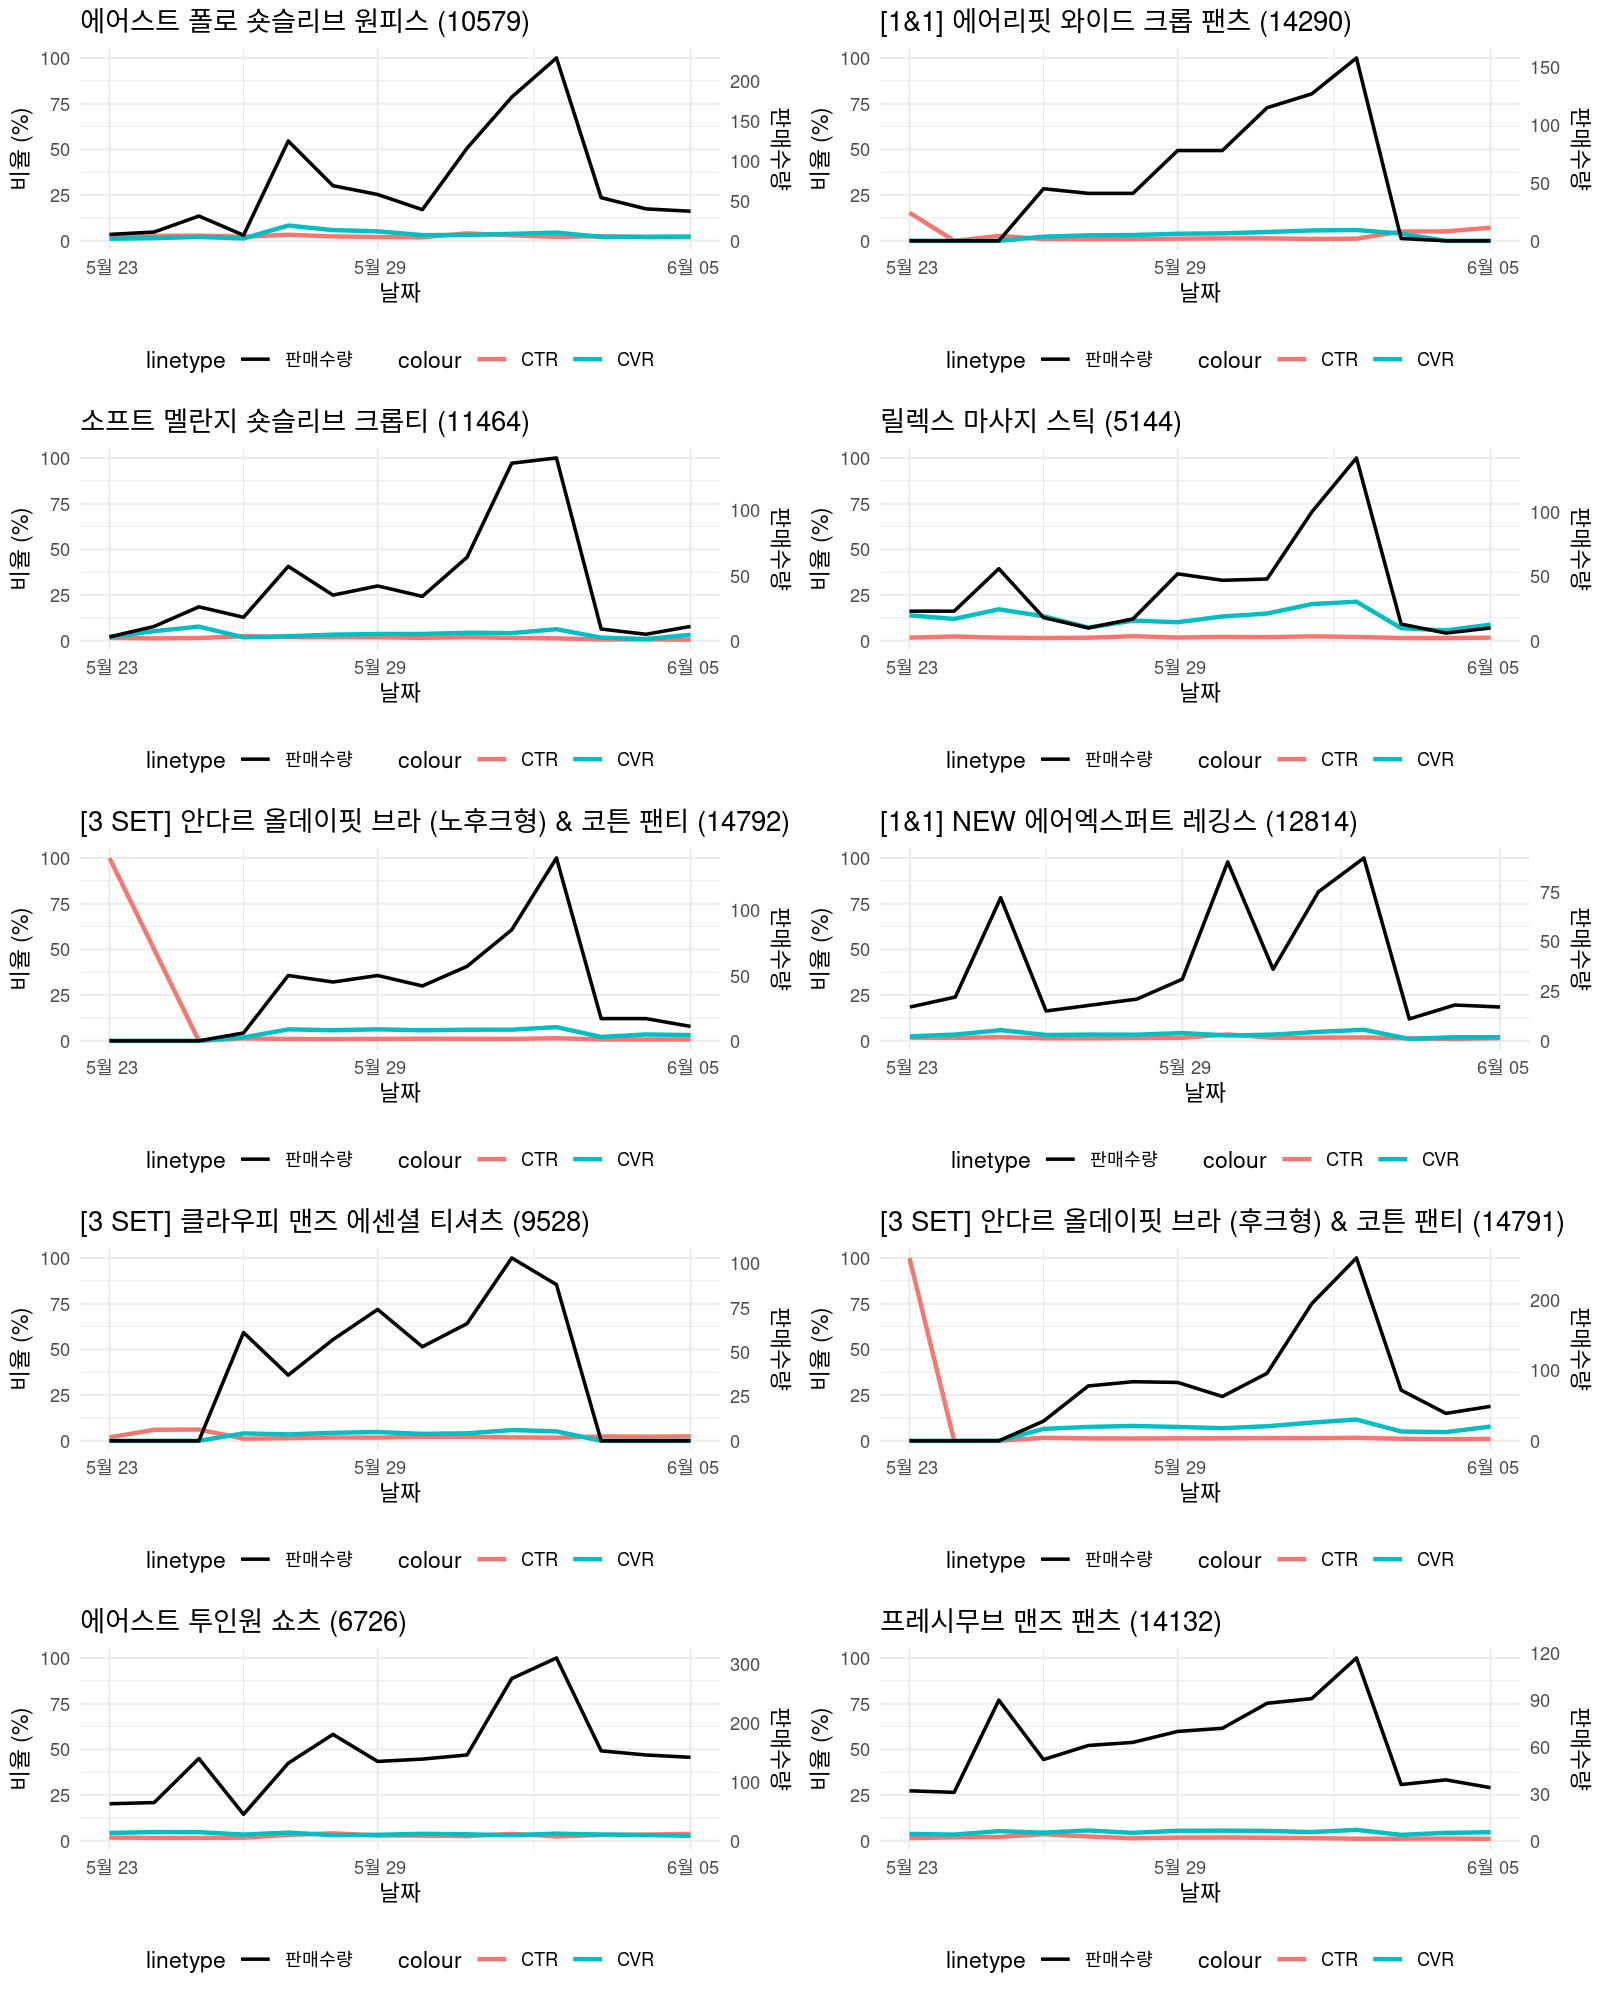 에어스트 폴로 숏슬리브 원피스 (10579)
100
75
50
25
0
비율 (%)
200
150
100
50
0
판매수량
5월 23
5월 29
6월 05
날짜
linetype 판매수량 colour CTR CVR
[1&1] 에어리핏 와이드 크롭 팬츠 (14290)
100
75
50
25
0
비율 (%)
150
100
50
0
판매수량
5월 23
5월 29
6월 05
날짜
linetype 판매수량 colour CTR CVR
소프트 멜란지 숏슬리브 크롭티 (11464)
100
75
50
25
0
비율 (%)
100
50
0
판매수량
5월 23
5월 29
6월 05
날짜
linetype 판매수량 colour CTR CVR
릴렉스 마사지 스틱 (5144)
100
75
50
25
0
비율 (%)
100
50
0
판매수량
5월 23
5월 29
6월 05
날짜
linetype 판매수량 colour CTR CVR
[3 SET] 안다르 올데이핏 브라 (노후크형) & 코튼 팬티 (14792)
100
75
50
25
0
비율 (%)
100
50
0
판매수량
5월 23
5월 29
6월 05
날짜
linetype 판매수량 colour CTR CVR
[1&1] NEW 에어엑스퍼트 레깅스 (12814)
100
75
50
25
0
비율 (%)
75
50
25
0
판매수량
5월 23
5월 29
6월 05
날짜
linetype 판매수량 colour CTR CVR
[3 SET] 클라우피 맨즈 에센셜 티셔츠 (9528)
100
75
50
25
0
비율 (%)
100
75
50
25
0
판매수량
5월 23
5월 29
6월 05
날짜
linetype 판매수량 colour CTR CVR
[3 SET] 안다르 올데이핏 브라 (후크형) & 코튼 팬티 (14791)
100
75
50
25
0
비율 (%)
200
100
0
판매수량
5월 23
5월 29
6월 05
날짜
linetype 판매수량 colour CTR CVR
에어스트 투인원 쇼츠 (6726)
100
75
50
25
0
비율 (%)
300
200
100
0
판매수량
5월 23
5월 29
6월 05
날짜
linetype 판매수량 colour CTR CVR
프레시무브 맨즈 팬츠 (14132)
100
75
50
25
0
비율 (%)
120
90
60
30
0
판매수량
5월 23
5월 29
6월 05
날짜
linetype 판매수량 colour CTR CVR